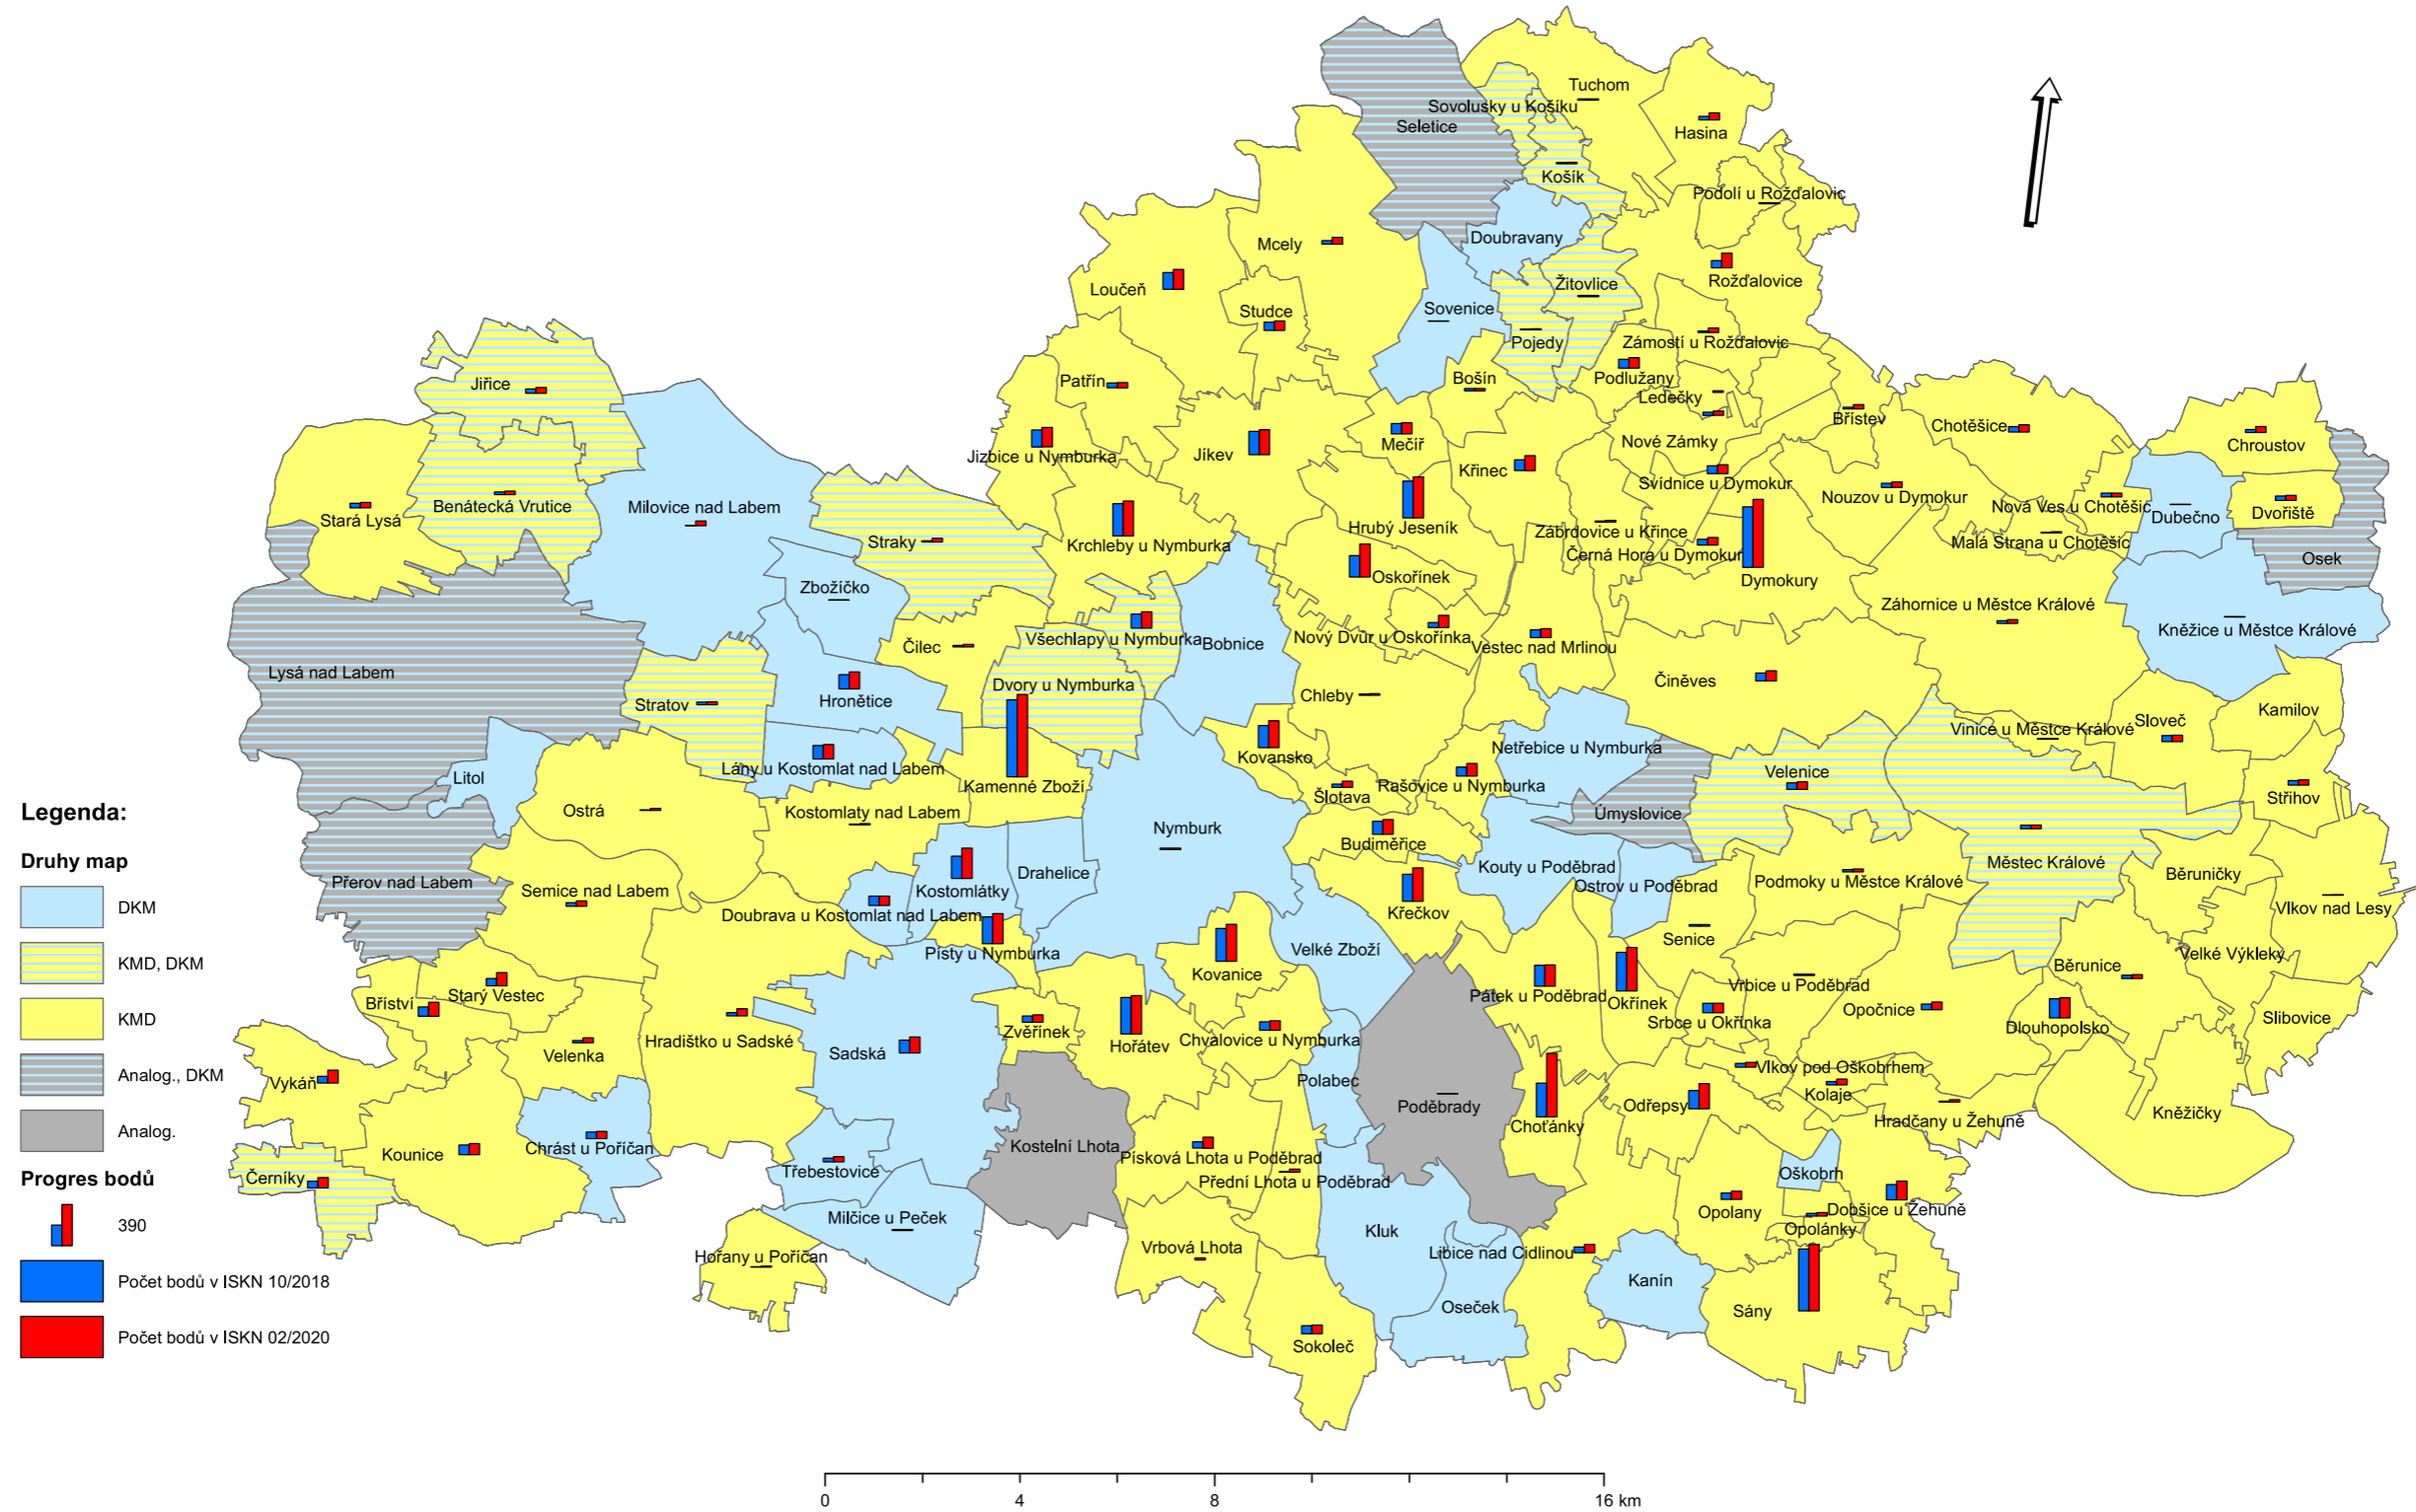 Tuchom
Sovolusky u Košíku
Seletice
Hasina
Košík
Podolí u Rožďalovic
Doubravany
Mcely
Rožďalovice
Loučeň
Žitovlice
Studce
Sovenice
Pojedy
Zámostí u Rožďalovic
Patřín
Bošín
Podlužany
Jiřice
Ledečky
Břístev
Chotěšice
Chroustov
Mečíř
Nové Zámky
Jizbice u Nymburka
Jíkev
Křinec
Svídnice u Dymokur
Nouzov u Dymokur
Nová Ves u Chotěšic
Dvořiště
Dubečno
Benátecká Vrutice
Milovice nad Labem
Stará Lysá
Hrubý Jeseník
Zábrdovice u Křince
Straky
Krchleby u Nymburka
Černá Hora u Dymokur
Malá Strana u Chotěšic
Osek
Oskořínek
Dymokury
Zbožíčko
Záhornice u Městce Králové
Kněžice u Městce Králové
Všechlapy u Nymburka
Bobnice
Nový Dvůr u Oskořínka
Vestec nad Mrlinou
Čilec
Lysá nad Labem
Dvory u Nymburka
Činěves
Chleby
Stratov
Hronětice
Kamilov
Sloveč
Vinice u Městce Králové
Netřebice u Nymburka
Kovansko
Lány u Kostomlat nad Labem
Velenice
Litol
Kamenné Zboží
Rašovice u Nymburka
Šlotava
Střihov
Legenda:
Ostrá
Kostomlaty nad Labem
Úmyslovice
Nymburk
Budiměřice
Druhy map
Městec Králové
Kouty u Poděbrad
Drahelice
Běruničky
Přerov nad Labem
Semice nad Labem
Kostomlátky
Ostrov u Poděbrad
Podmoky u Městce Králové
DKM
Doubrava u Kostomlat nad Labem
Křečkov
Vlkov nad Lesy
Senice
Velké Zboží
Písty u Nymburka
Velké Výkleky
KMD, DKM
Kovanice
Běrunice
Starý Vestec
Pátek u Poděbrad
Vrbice u Poděbrad
Bříství
Okřínek
Opočnice
KMD
Srbce u Okřínka
Slibovice
Dlouhopolsko
Zvěřínek
Hradištko u Sadské
Chvalovice u Nymburka
Hořátev
Velenka
Sadská
Analog., DKM
Vlkov pod Oškobrhem
Vykáň
Polabec
Kolaje
Odřepsy
Poděbrady
Kněžičky
Hradčany u Žehuně
Choťánky
Analog.
Kostelní Lhota
Chrást u Poříčan
Kounice
Písková Lhota u Poděbrad
Třebestovice
Oškobrh
Progres bodů
Černíky
Přední Lhota u Poděbrad
Dobšice u Žehuně
Opolany
Milčice u Peček
390
Opolánky
Kluk
Vrbová Lhota
Libice nad Cidlinou
Hořany u Poříčan
Počet bodů v ISKN 10/2018
Kanín
Oseček
Sány
Počet bodů v ISKN 02/2020
Sokoleč
0 4 8 16 km